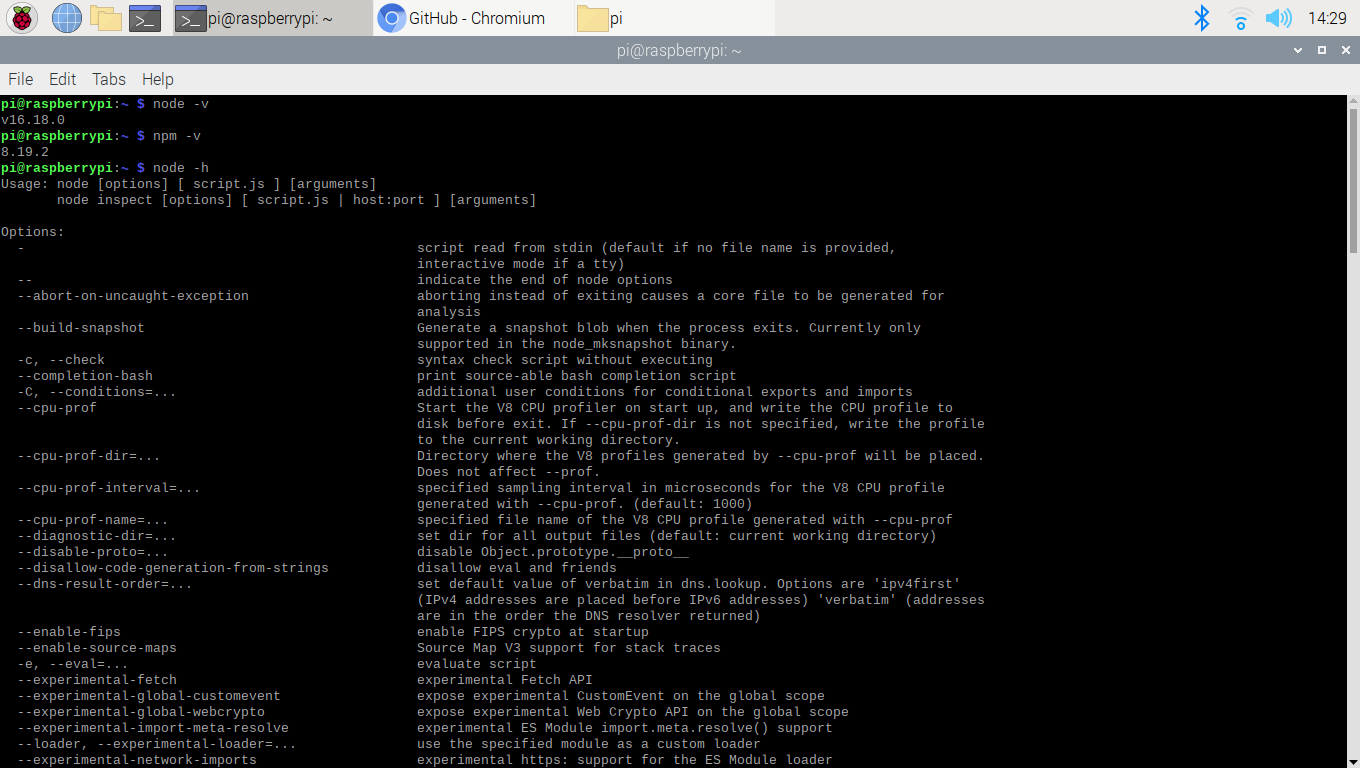 pi@raspberrypi: ~ GitHub - Chromium pi 14:29
pi@raspberrypi: ~
File Edit Tabs Help
pi@raspberrypi:~ $ node -v
v16.18.0
pi@raspberrypi:~ $ npm -v
8.19.2
pi@raspberrypi:~ $ node -h
Usage: node [options] [ script.js ] [arguments]
node inspect [options] [ script.js | host:port ] [arguments]
Options:
- script read from stdin (default if no file name is provided,
interactive mode if a tty)
-- indicate the end of node options
--abort-on-uncaught-exception aborting instead of exiting causes a core file to be generated for
analysis
--build-snapshot Generate a snapshot blob when the process exits. Currently only
supported in the node_mksnapshot binary.
-c, --check syntax check script without executing
--completion-bash print source-able bash completion script
-C, --conditions=... additional user conditions for conditional exports and imports
--cpu-prof Start the V8 CPU profiler on start up, and write the CPU profile to
disk before exit. If --cpu-prof-dir is not specified, write the profile
to the current working directory.
--cpu-prof-dir=... Directory where the V8 profiles generated by --cpu-prof will be placed.
Does not affect --prof.
--cpu-prof-interval=... specified sampling interval in microseconds for the V8 CPU profile
generated with --cpu-prof. (default: 1000)
--cpu-prof-name=... specified file name of the V8 CPU profile generated with --cpu-prof
--diagnostic-dir=... set dir for all output files (default: current working directory)
--disable-proto=... disable Object.prototype.__proto__
--disallow-code-generation-from-strings disallow eval and friends
--dns-result-order=... set default value of verbatim in dns.lookup. Options are 'ipv4first'
(IPv4 addresses are placed before IPv6 addresses) 'verbatim' (addresses
are in the order the DNS resolver returned)
--enable-fips enable FIPS crypto at startup
--enable-source-maps Source Map V3 support for stack traces
-e, --eval=... evaluate script
--experimental-fetch experimental Fetch API
--experimental-global-customevent expose experimental CustomEvent on the global scope
--experimental-global-webcrypto expose experimental Web Crypto API on the global scope
--experimental-import-meta-resolve experimental ES Module import.meta.resolve() support
--loader, --experimental-loader=... use the specified module as a custom loader
--experimental-network-imports experimental https: support for the ES Module loader